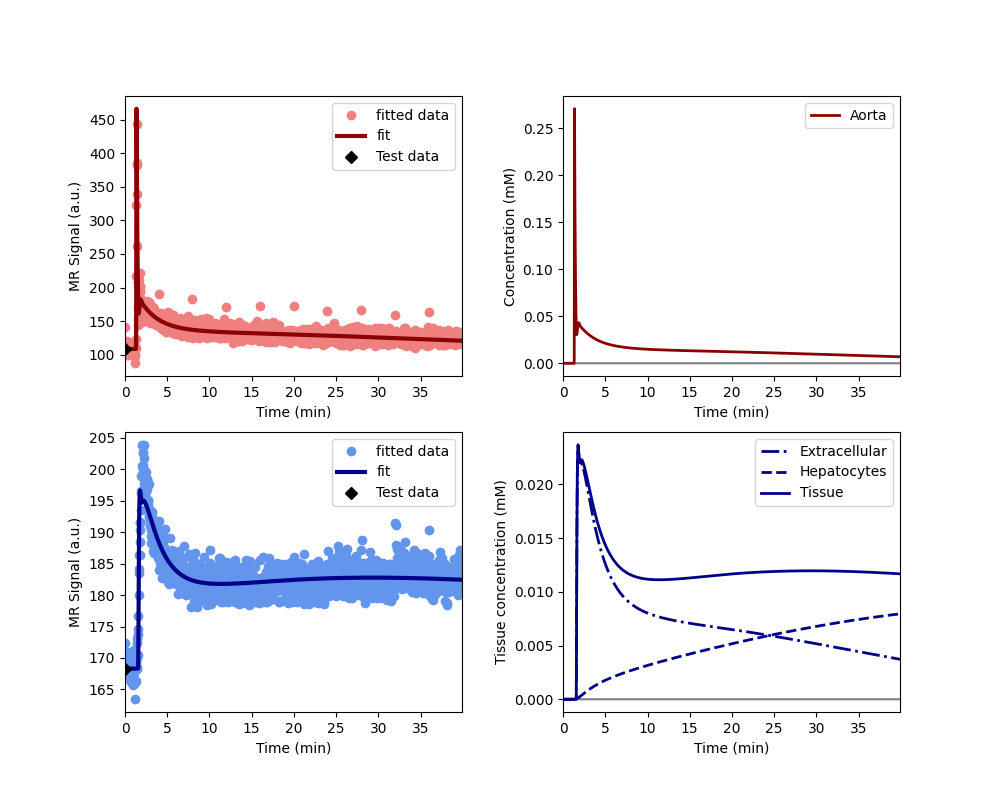 MR Signal (a.u.)
450
400
350
300
250
200
150
100
fitted data
fit
Test data
0 5 10 15 20 25 30 35
Time (min)
Concentration (mM)
0.25
0.20
0.15
0.10
0.05
0.00
Aorta
0 5 10 15 20 25 30 35
Time (min)
MR Signal (a.u.)
205
200
195
190
185
180
175
170
165
fitted data
fit
Test data
0 5 10 15 20 25 30 35
Time (min)
Tissue concentration (mM)
0.020
0.015
0.010
0.005
0.000
Extracellular
Hepatocytes
Tissue
0 5 10 15 20 25 30 35
Time (min)